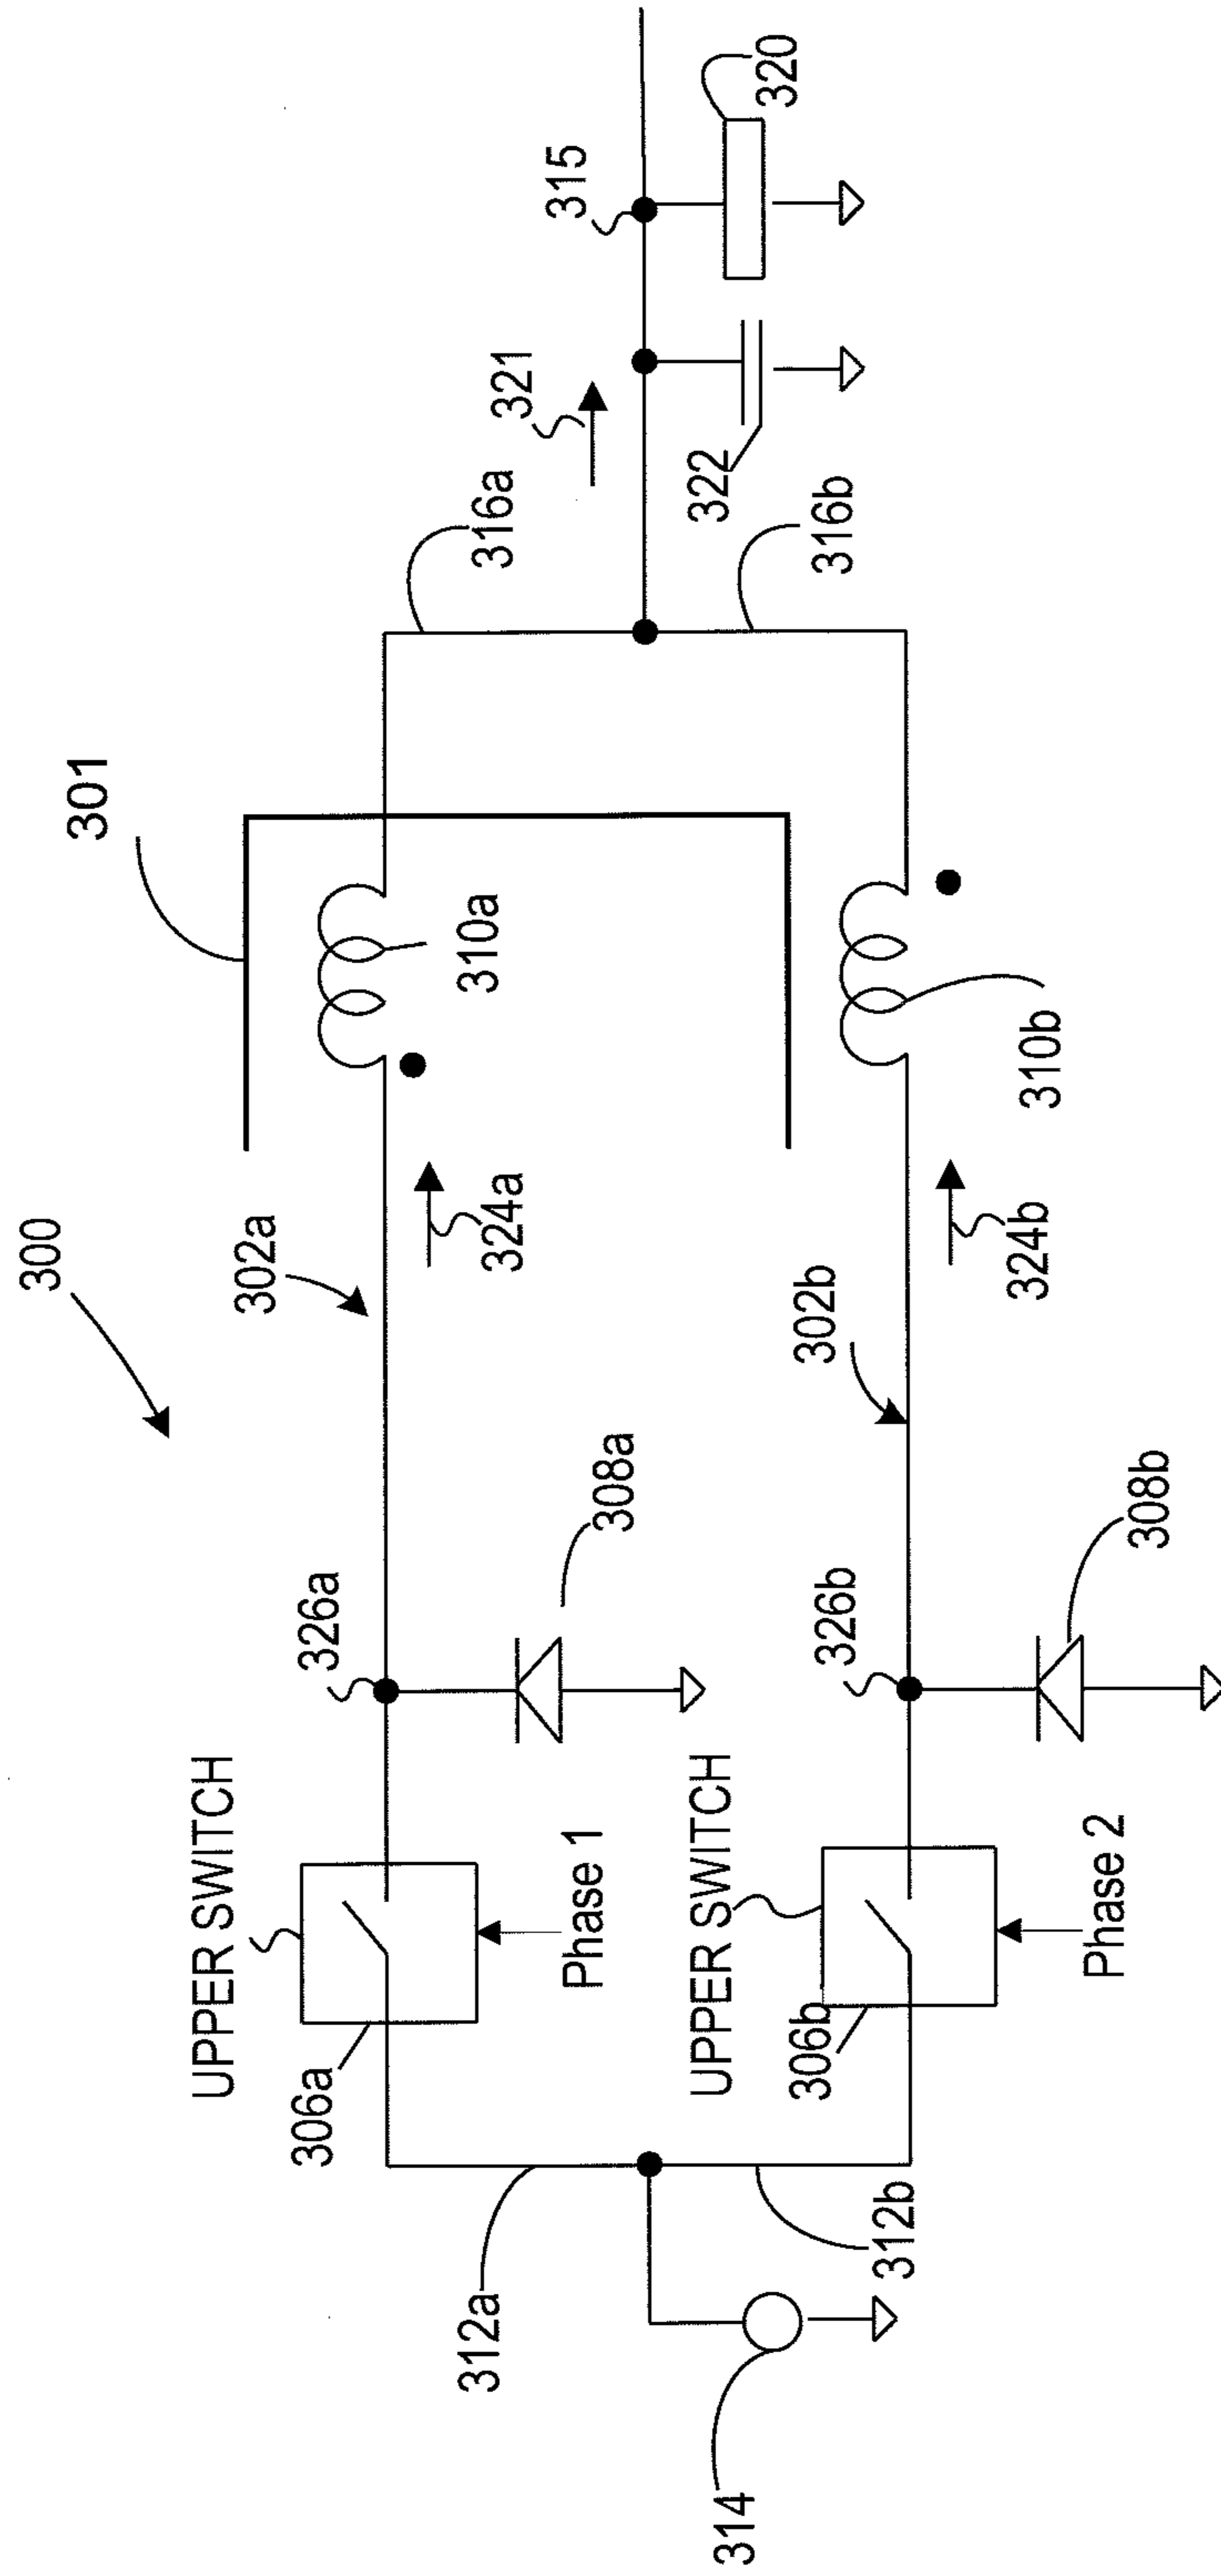 300
301
302a
324a
310a
316a
321
315
320
322
316b
UPPER SWITCH
306a
Phase 1
326a
308a
312a
314
312b
UPPER SWITCH
306b
Phase 2
326b
308b
302b
324b
310b